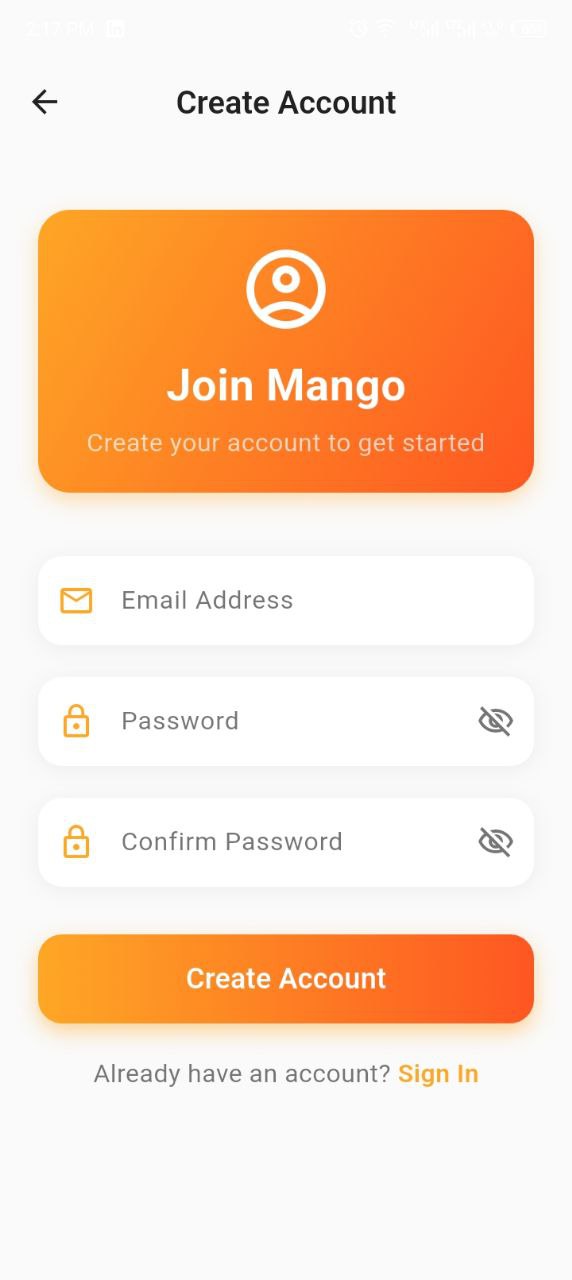 2:17 PM
Create Account
Join Mango
Create your account to get started
Email Address
Password
Confirm Password
Create Account
Already have an account? Sign In